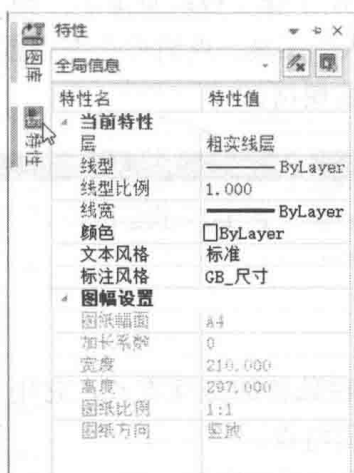 特性
图库
特性
全局信息
特性名 特性值
当前特性
层 粗实线层
线型 ByLayer
线型比例 1.000
线宽 ByLayer
颜色 ByLayer
文本风格 标准
标注风格 GB_尺寸
图幅设置
图纸幅面 A4
加长系数 0
宽度 210.000
高度 297.000
图纸比例 1:1
图纸方向 竖放